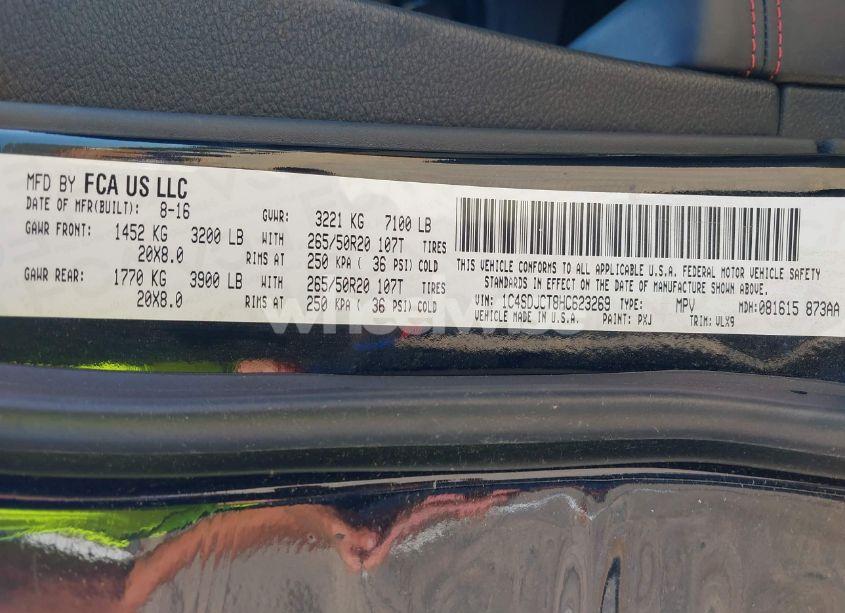 MFD BY FCA US LLC
DATE OF MFR(BUILT): 8-16 GVWR: 3221 KG 7100 LB
GAWR FRONT: 1452 KG 3200 LB WITH 265/50R20 107T TIRES
20X8.0 RIMS AT 250 KPA ( 36 PSI) COLD
GAWR REAR: 1770 KG 3900 LB WITH 265/50R20 107T TIRES
20X8.0 RIMS AT 250 KPA ( 36 PSI) COLD
THIS VEHICLE CONFORMS TO ALL APPLICABLE U.S.A. FEDERAL MOTOR VEHICLE SAFETY
STANDARDS IN EFFECT ON THE DATE OF MANUFACTURE SHOWN ABOVE.
VIN: 1C4SDJCT8HC623269 TYPE: MPV MDH: 081615 873AA
VEHICLE MADE IN U.S.A. PAINT: PXJ TRIM: VLX9